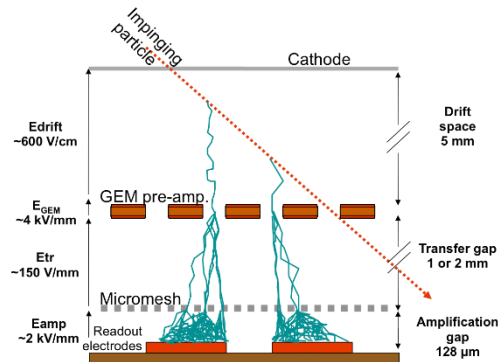 Impinging
particle
Cathode
Edrift
~600 V/cm
Drift
space
5 mm
GEM pre-amp.
EGEM
~4 kV/mm
Etr
~150 V/mm
Transfer gap
1 or 2 mm
Micromesh
Eamp
~2 kV/mm
Readout
electrodes
Amplification
gap
128 µm